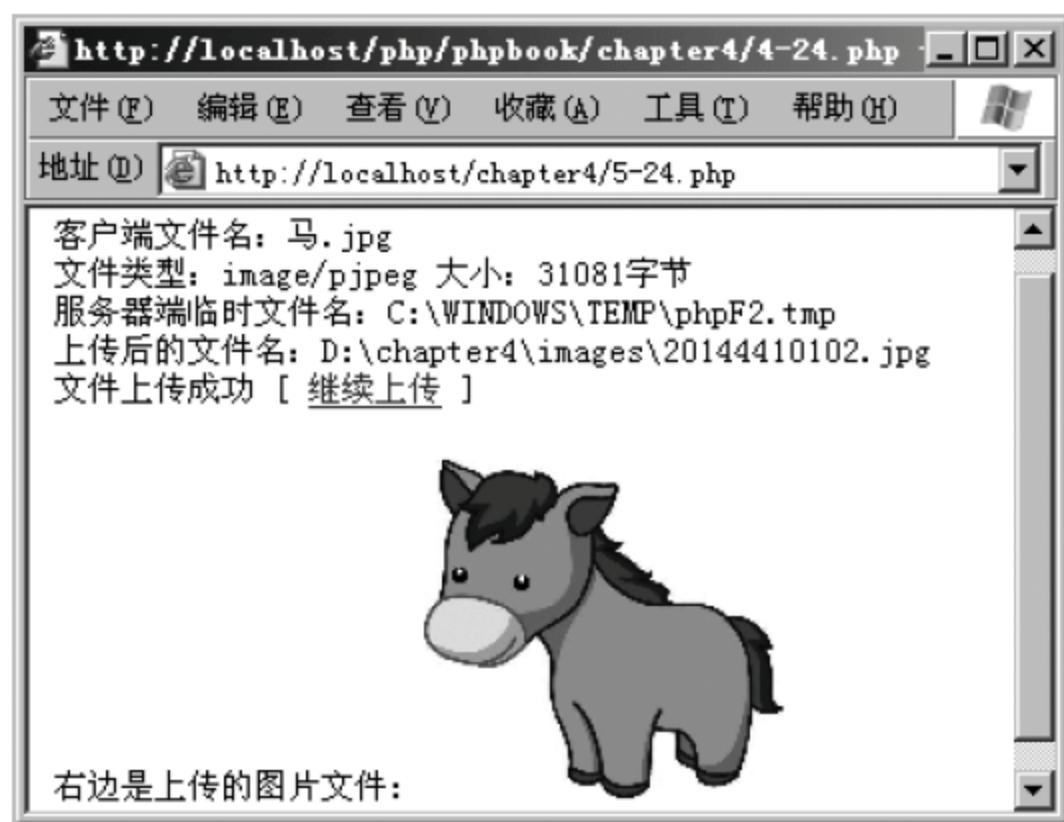 http://localhost/php/phpbook/chapter4/4-24.php -
文件(F) 编辑(E) 查看(V) 收藏(A) 工具(T) 帮助(H)
地址(D) http://localhost/chapter4/5-24.php
客户端文件名：马.jpg
文件类型：image/pjpeg 大小：31081字节
服务器端临时文件名：C:\WINDOWS\TEMP\phpF2.tmp
上传后的文件名：D:\chapter4\images\20144410102.jpg
文件上传成功 [ 继续上传 ]
右边是上传的图片文件：